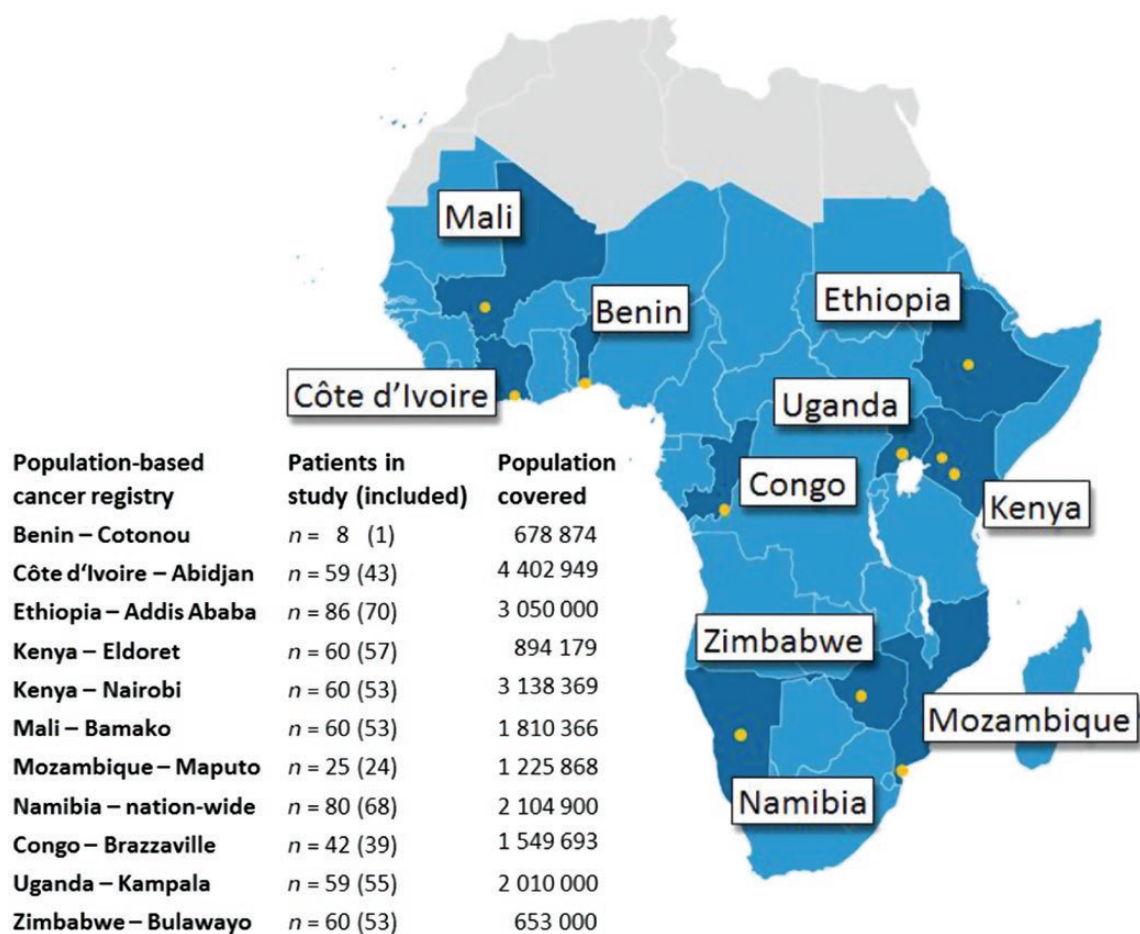 Mali
Benin
Ethiopia
Côte d’Ivoire
Uganda
Congo
Kenya
Zimbabwe
Mozambique
Namibia
Population-based Patients in Population
cancer registry study (included) covered
Benin – Cotonou n = 8 (1) 678 874
Côte d‘Ivoire – Abidjan n = 59 (43) 4 402 949
Ethiopia – Addis Ababa n = 86 (70) 3 050 000
Kenya – Eldoret n = 60 (57) 894 179
Kenya – Nairobi n = 60 (53) 3 138 369
Mali – Bamako n = 60 (53) 1 810 366
Mozambique – Maputo n = 25 (24) 1 225 868
Namibia – nation-wide n = 80 (68) 2 104 900
Congo – Brazzaville n = 42 (39) 1 549 693
Uganda – Kampala n = 59 (55) 2 010 000
Zimbabwe – Bulawayo n = 60 (53) 653 000